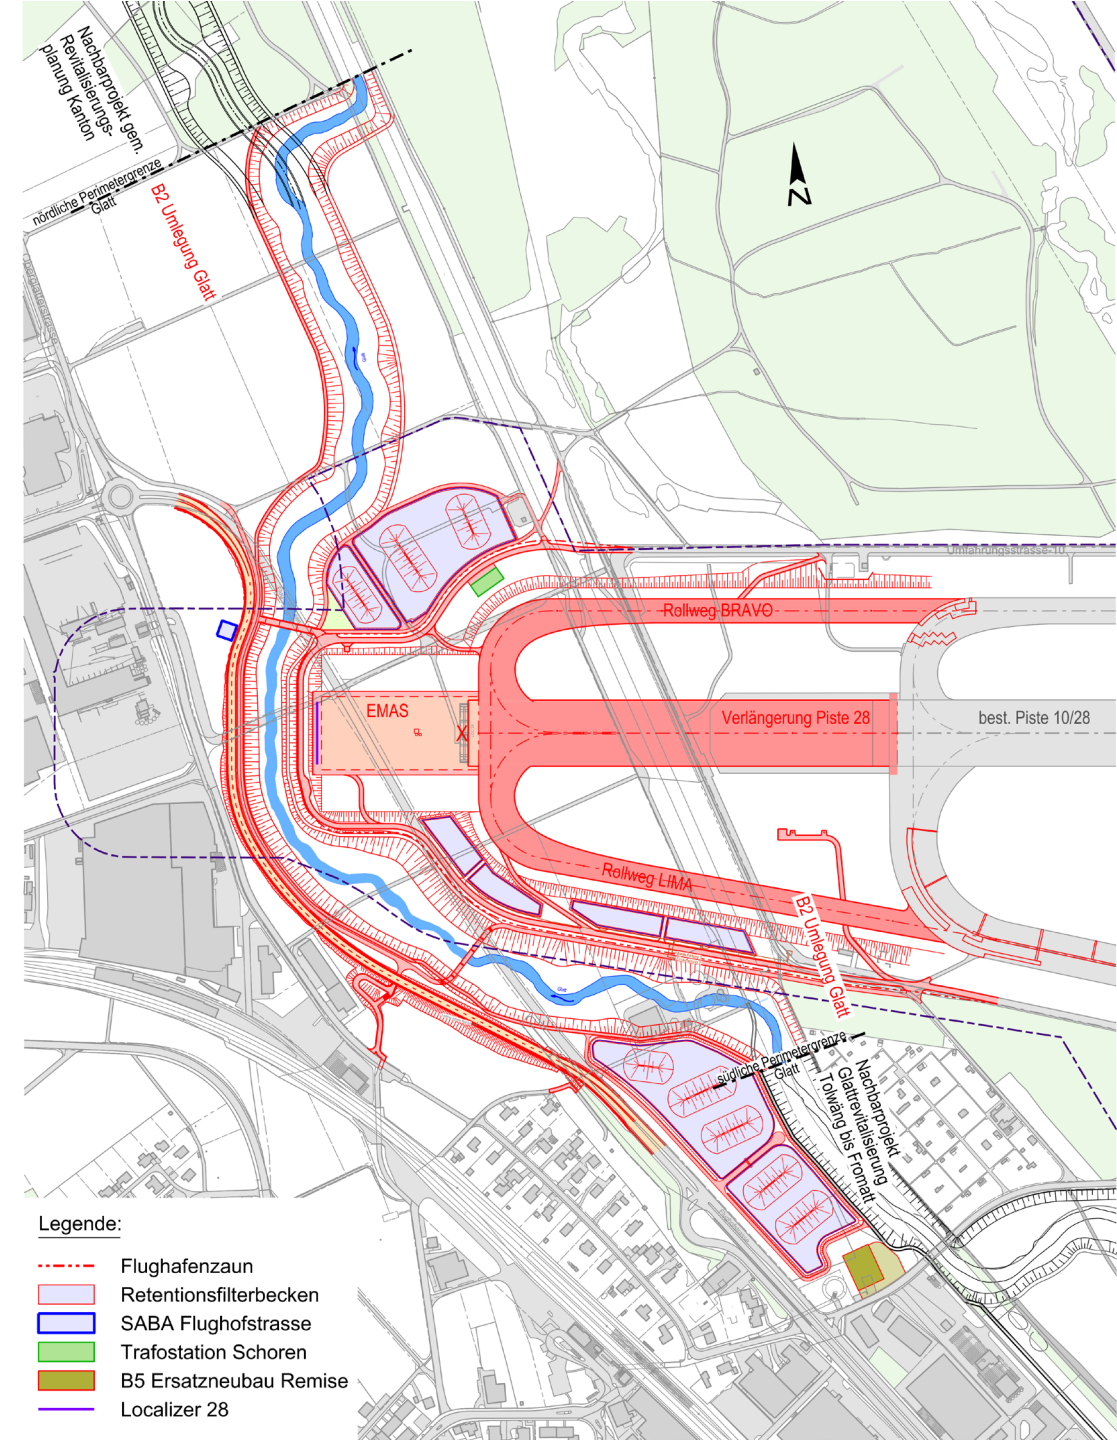 Nachbarprojekt gem.
Revitalisierungs-
planung Kanton
nördliche Perimetergrenze
Glatt
B2 Umlegung Glatt
N
Glatt
Umfahrungsstrasse-10
Rollweg BRAVO
EMAS
X
Verlängerung Piste 28
best. Piste 10/28
Rollweg LIMA
B2 Umlegung Glatt
Glatt
südliche Perimetergrenze
Glatt
Nachbarprojekt
Glattrevitalisierung
Tolwäng bis Fromatt
Legende:
Flughafenzaun
Retentionsfilterbecken
SABA Flughofstrasse
Trafostation Schoren
B5 Ersatzneubau Remise
Localizer 28